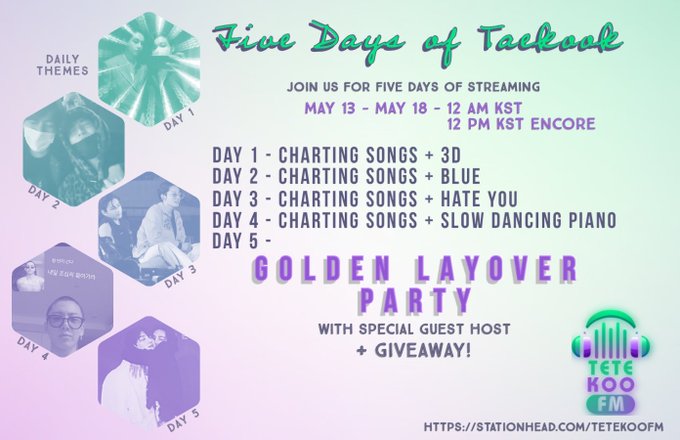 Five Days of Taekook
DAILY
THEMES
JOIN US FOR FIVE DAYS OF STREAMING
MAY 13 - MAY 18 - 12 AM KST
12 PM KST ENCORE
DAY 1
DAY 2
DAY 3
DAY 4
DAY 5
DAY 1 - CHARTING SONGS + 3D
DAY 2 - CHARTING SONGS + BLUE
DAY 3 - CHARTING SONGS + HATE YOU
DAY 4 - CHARTING SONGS + SLOW DANCING PIANO
DAY 5 -
GOLDEN LAYOVER
PARTY
WITH SPECIAL GUEST HOST
+ GIVEAWAY!
TETE
KOO
FM
HTTPS://STATIONHEAD.COM/TETEKOOFM